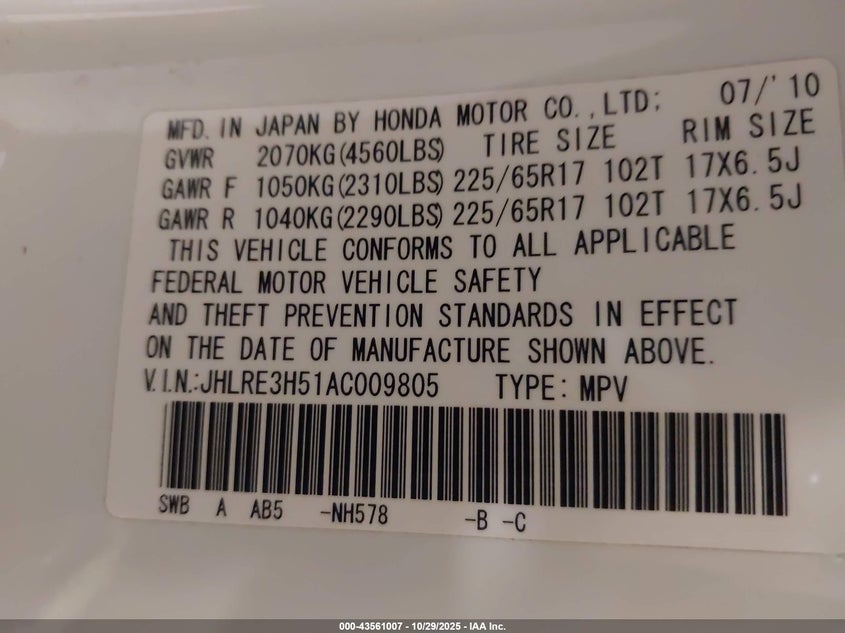 MFD. IN JAPAN BY HONDA MOTOR CO.,LTD; 07/'10
GVWR 2070KG(4560LBS) TIRE SIZE RIM SIZE
GAWR F 1050KG(2310LBS) 225/65R17 102T 17X6.5J
GAWR R 1040KG(2290LBS) 225/65R17 102T 17X6.5J
THIS VEHICLE CONFORMS TO ALL APPLICABLE
FEDERAL MOTOR VEHICLE SAFETY
AND THEFT PREVENTION STANDARDS IN EFFECT
ON THE DATE OF MANUFACTURE SHOWN ABOVE.
V.I.N.:JHLRE3H51AC009805 TYPE: MPV
SWB A AB5 -NH578 -B -C
000-43561007 - 10/29/2025 - IAA Inc.